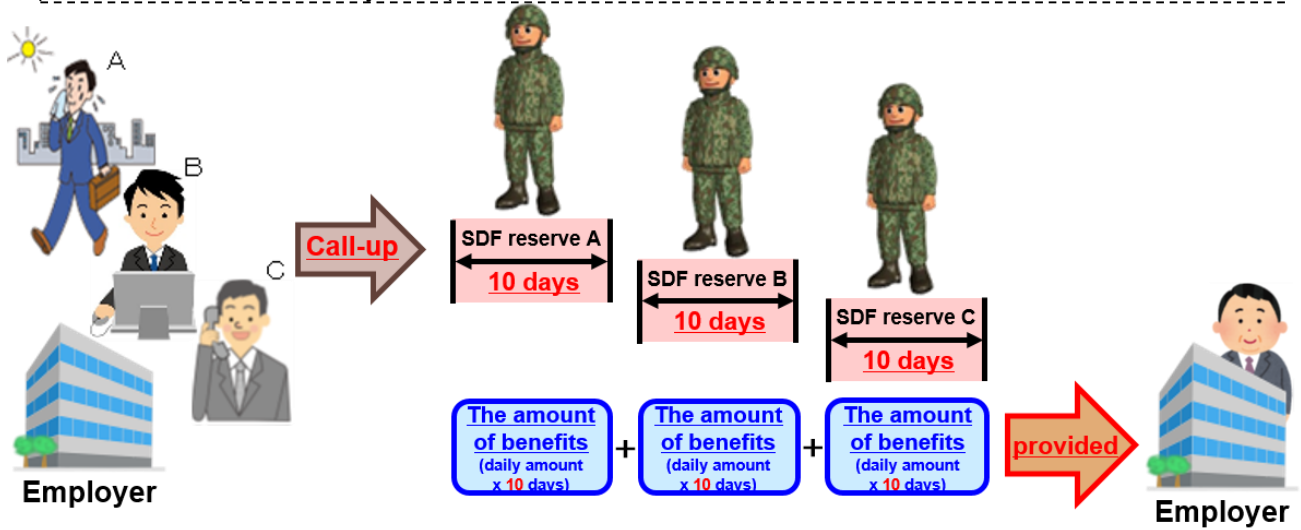 A
B
C
Employer
Call-up
SDF reserve A
10 days
SDF reserve B
10 days
SDF reserve C
10 days
The amount
of benefits
(daily amount
x 10 days)
+
The amount
of benefits
(daily amount
x 10 days)
+
The amount
of benefits
(daily amount
x 10 days)
provided
Employer